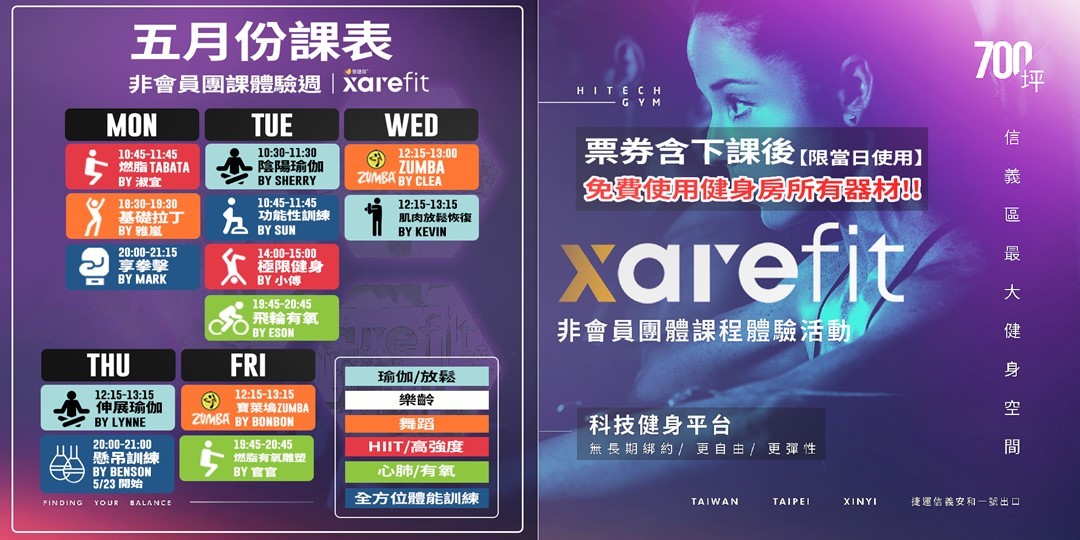 五月份課表
非會員團課體驗週 | 享健身 xarefit
MON
10:45-11:45
燃脂TABATA
BY 淑宜
18:30-19:30
基礎拉丁
BY 雅嵐
20:00-21:15
享拳擊
BY MARK
TUE
10:30-11:30
陰陽瑜伽
BY SHERRY
10:45-11:45
功能性訓練
BY SUN
14:00-15:00
極限健身
BY 小傅
19:45-20:45
飛輪有氧
BY ESON
WED
ZUMBA
12:15-13:00
ZUMBA
BY CLEA
12:15-13:15
肌肉放鬆恢復
BY KEVIN
THU
12:15-13:15
伸展瑜伽
BY LYNNE
20:00-21:00
懸吊訓練
BY BENSON
5/23 開始
FRI
ZUMBA
12:15-13:15
寶萊塢ZUMBA
BY BONBON
19:45-20:45
燃脂有氧雕塑
BY 官官
瑜伽/放鬆
樂齡
舞蹈
HIIT/高強度
心肺/有氧
全方位體能訓練
FINDING YOUR BALANCE
HITECH
GYM
700坪
信義區最大健身空間
票券含下課後【限當日使用】
免費使用健身房所有器材!!
xarefit
非會員團體課程體驗活動
科技健身平台
無長期綁約/ 更自由/ 更彈性
TAIWAN TAIPEI XINYI 捷運信義安和一號出口